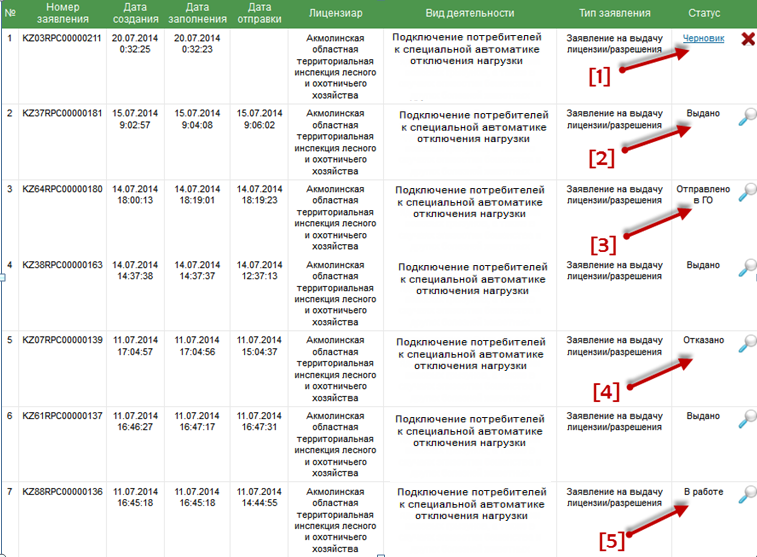 № Номер заявления Дата создания Дата заполнения Дата отправки Лицензиар Вид деятельности Тип заявления Статус
1 KZ03RPC00000211 20.07.2014 20.07.2014 Акмолинская Подключение потребителей Заявление на выдачу Черновик
0:32:25 0:32:23 областная к специальной автоматике лицензии/разрешения
территориальная отключения нагрузки
инспекция лесного [1]
и охотничьего
хозяйства
2 KZ37RPC00000181 15.07.2014 15.07.2014 15.07.2014 Акмолинская Подключение потребителей Заявление на выдачу Выдано
9:02:57 9:04:08 9:06:02 областная к специальной автоматике лицензии/разрешения
территориальная отключения нагрузки
инспекция лесного [2]
и охотничьего
хозяйства
3 KZ64RPC00000180 14.07.2014 14.07.2014 14.07.2014 Акмолинская Подключение потребителей Заявление на выдачу Отправлено
18:00:13 18:19:01 18:19:23 областная к специальной автоматике лицензии/разрешения в ГО
территориальная отключения нагрузки
инспекция лесного
и охотничьего [3]
хозяйства
4 KZ38RPC00000163 14.07.2014 14.07.2014 14.07.2014 Акмолинская Подключение потребителей Заявление на выдачу Выдано
14:37:38 14:37:37 12:37:13 областная к специальной автоматике лицензии/разрешения
территориальная отключения нагрузки
инспекция лесного
и охотничьего
хозяйства
5 KZ07RPC00000139 11.07.2014 11.07.2014 11.07.2014 Акмолинская Подключение потребителей Заявление на выдачу Отказано
17:04:57 17:04:56 15:04:37 областная к специальной автоматике лицензии/разрешения
территориальная отключения нагрузки
инспекция лесного
и охотничьего [4]
хозяйства
6 KZ61RPC00000137 11.07.2014 11.07.2014 11.07.2014 Акмолинская Подключение потребителей Заявление на выдачу Выдано
16:46:27 16:47:17 16:47:31 областная к специальной автоматике лицензии/разрешения
территориальная отключения нагрузки
инспекция лесного
и охотничьего
хозяйства
7 KZ88RPC00000136 11.07.2014 11.07.2014 11.07.2014 Акмолинская Подключение потребителей Заявление на выдачу В работе
16:45:18 16:45:18 14:44:55 областная к специальной автоматике лицензии/разрешения
территориальная отключения нагрузки
инспекция лесного
и охотничьего [5]
хозяйства